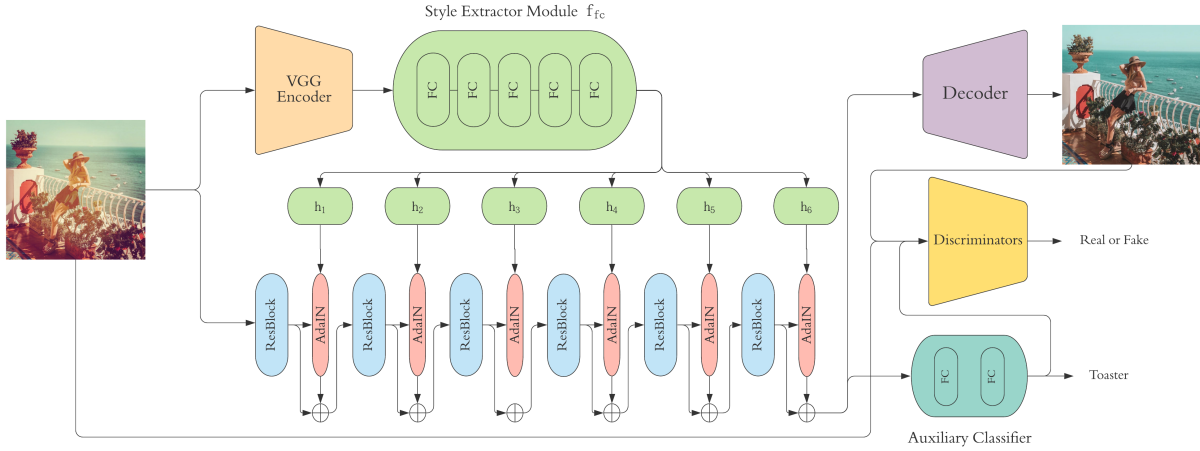 Style Extractor Module f_fc
VGG
Encoder
FC
FC
FC
FC
FC
Decoder
h₁
h₂
h₃
h₄
h₅
h₆
Discriminators
Real or Fake
ResBlock
AdaIN
ResBlock
AdaIN
ResBlock
AdaIN
ResBlock
AdaIN
ResBlock
AdaIN
ResBlock
AdaIN
FC
FC
Toaster
Auxiliary Classifier